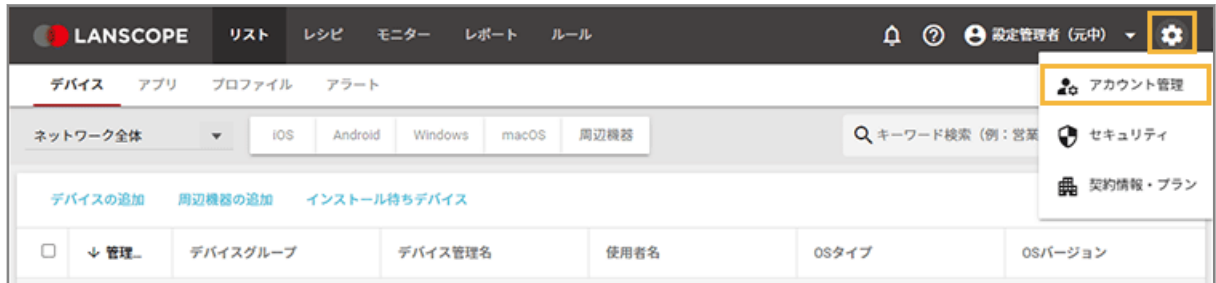 LANSCOPE リスト レシピ モニター レポート ルール 設定管理者（元中）
デバイス アプリ プロファイル アラート アカウント管理
ネットワーク全体 iOS Android Windows macOS 周辺機器 キーワード検索（例：営業 セキュリティ
契約情報・プラン
デバイスの追加 周辺機器の追加 インストール待ちデバイス
管理... デバイスグループ デバイス管理名 使用者名 OSタイプ OSバージョン